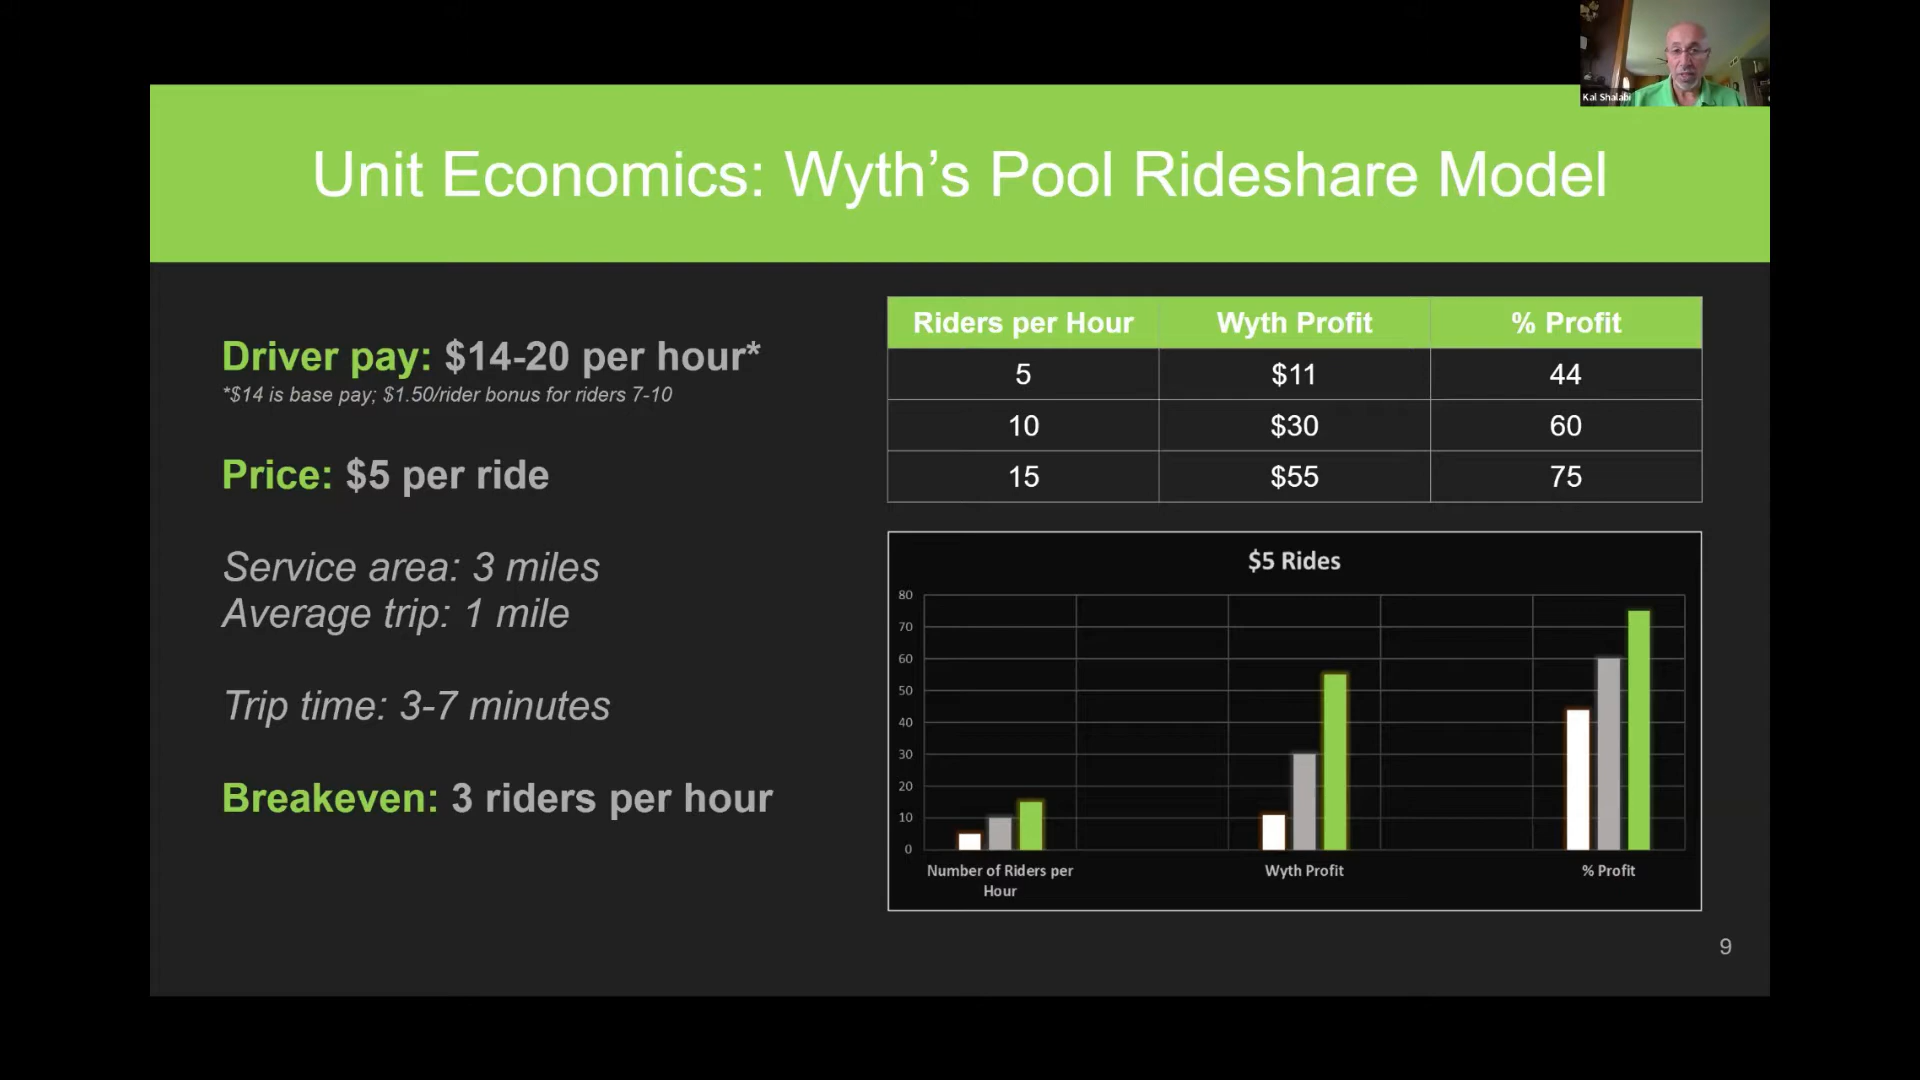 Kal Shalabi
Unit Economics: Wyth’s Pool Rideshare Model
Driver pay: $14-20 per hour*
*$14 is base pay; $1.50/rider bonus for riders 7-10
Price: $5 per ride
Service area: 3 miles
Average trip: 1 mile
Trip time: 3-7 minutes
Breakeven: 3 riders per hour
Riders per Hour Wyth Profit % Profit
5 $11 44
10 $30 60
15 $55 75
$5 Rides
80
70
60
50
40
30
20
10
0
Number of Riders per
Hour
Wyth Profit
% Profit
9